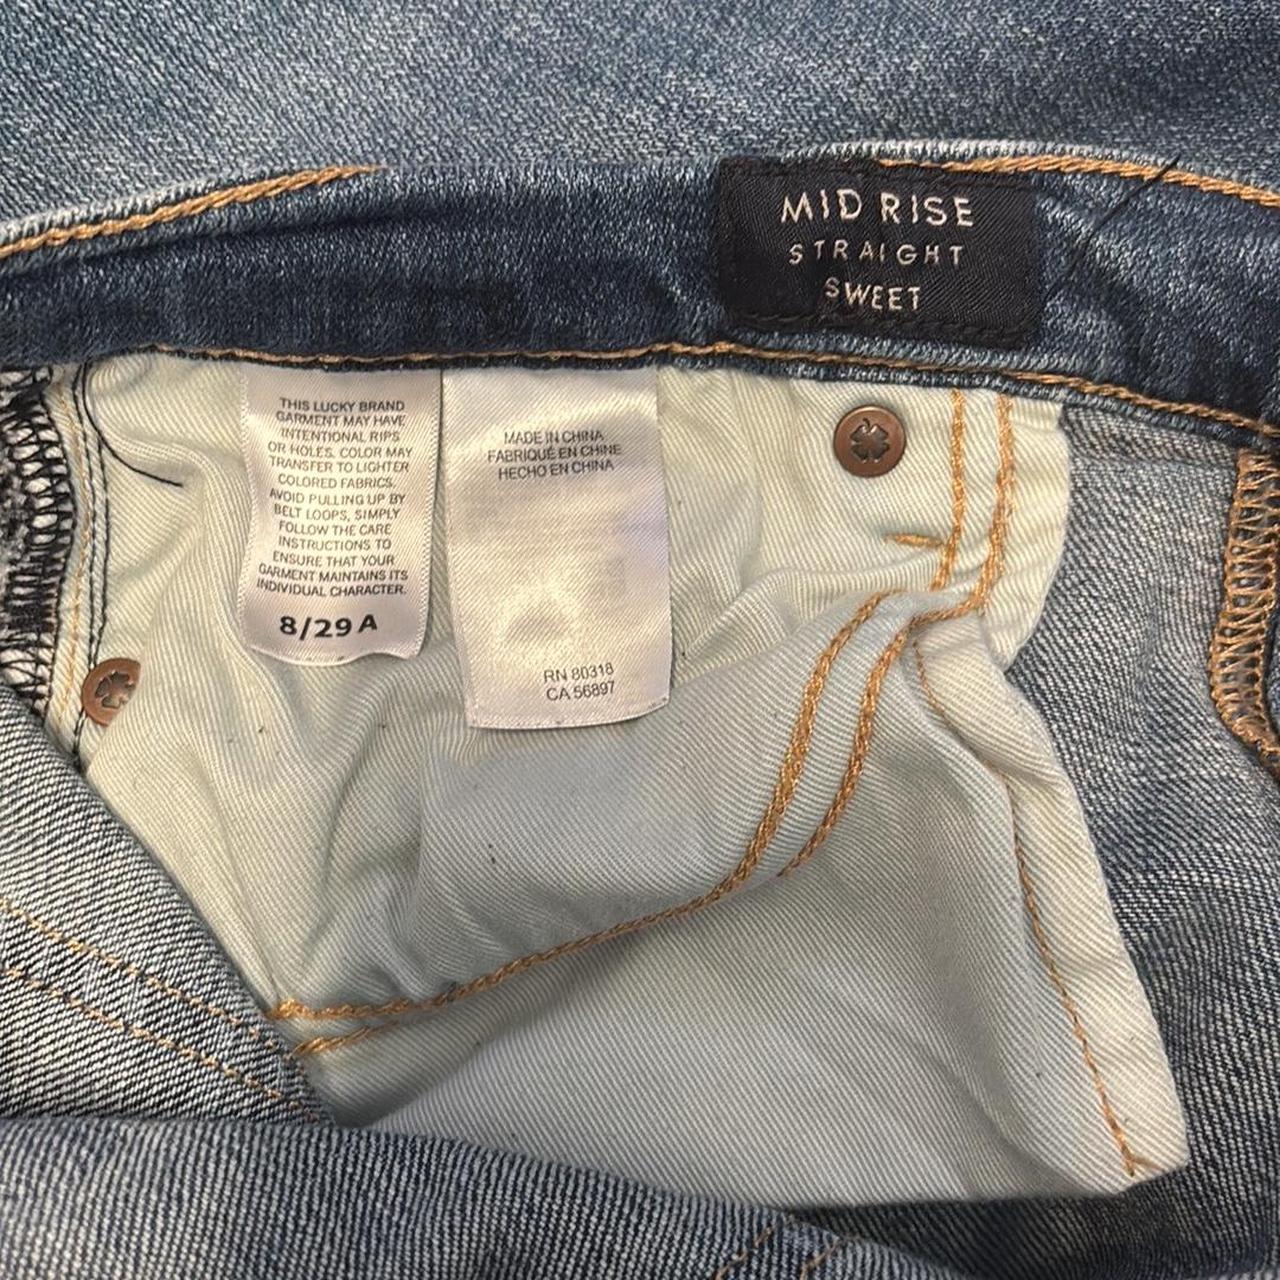 MID RISE
STRAIGHT
SWEET
THIS LUCKY BRAND
GARMENT MAY HAVE
INTENTIONAL RIPS
OR HOLES. COLOR MAY
TRANSFER TO LIGHTER
COLORED FABRICS.
AVOID PULLING UP BY
BELT LOOPS, SIMPLY
FOLLOW THE CARE
INSTRUCTIONS TO
ENSURE THAT YOUR
GARMENT MAINTAINS ITS
INDIVIDUAL CHARACTER.
8/29 A
MADE IN CHINA
FABRIQUÉ EN CHINE
HECHO EN CHINA
RN 80318
CA 56897